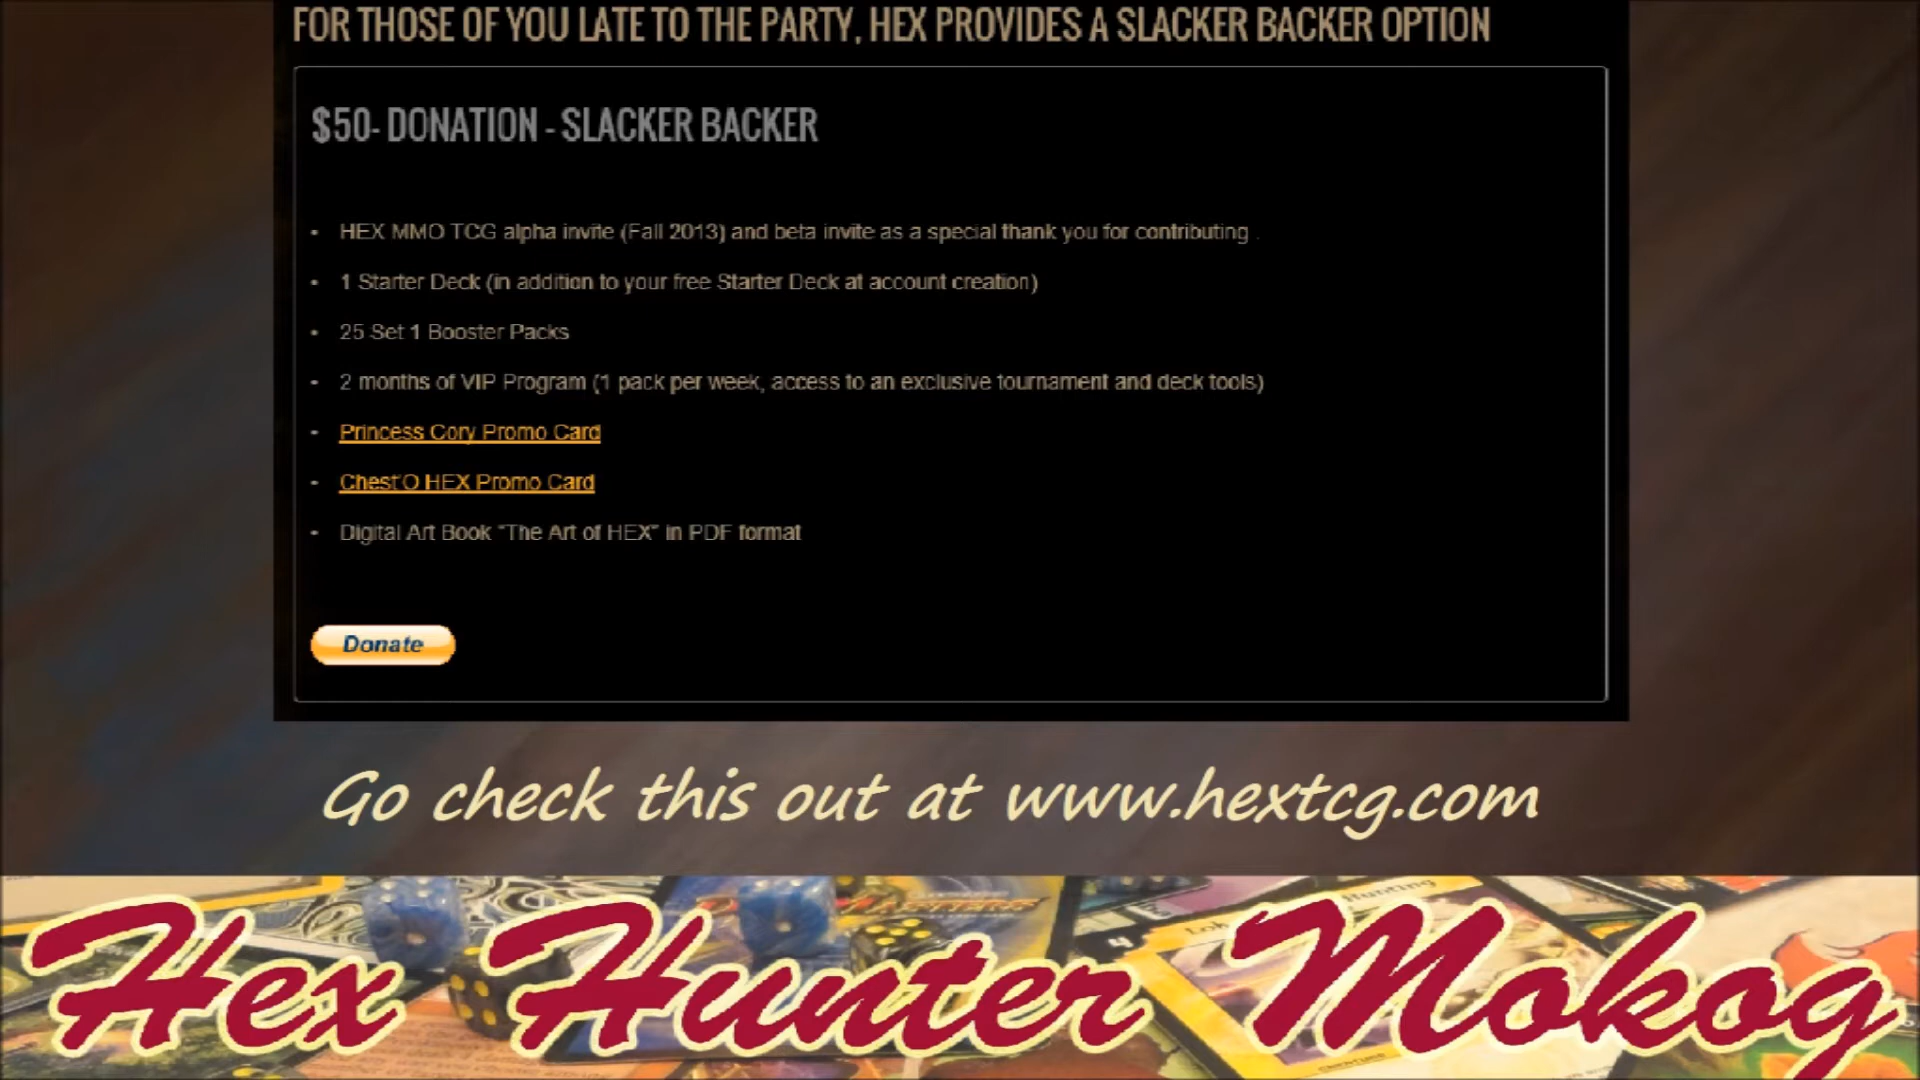 FOR THOSE OF YOU LATE TO THE PARTY, HEX PROVIDES A SLACKER BACKER OPTION
$50- DONATION - SLACKER BACKER
• HEX MMO TCG alpha invite (Fall 2013) and beta invite as a special thank you for contributing .
• 1 Starter Deck (in addition to your free Starter Deck at account creation)
• 25 Set 1 Booster Packs
• 2 months of VIP Program (1 pack per week, access to an exclusive tournament and deck tools)
• Princess Cory Promo Card
• Chest'O HEX Promo Card
• Digital Art Book "The Art of HEX" in PDF format
Donate
Go check this out at www.hextcg.com
Hunting
4
Hex Hunter Mokog